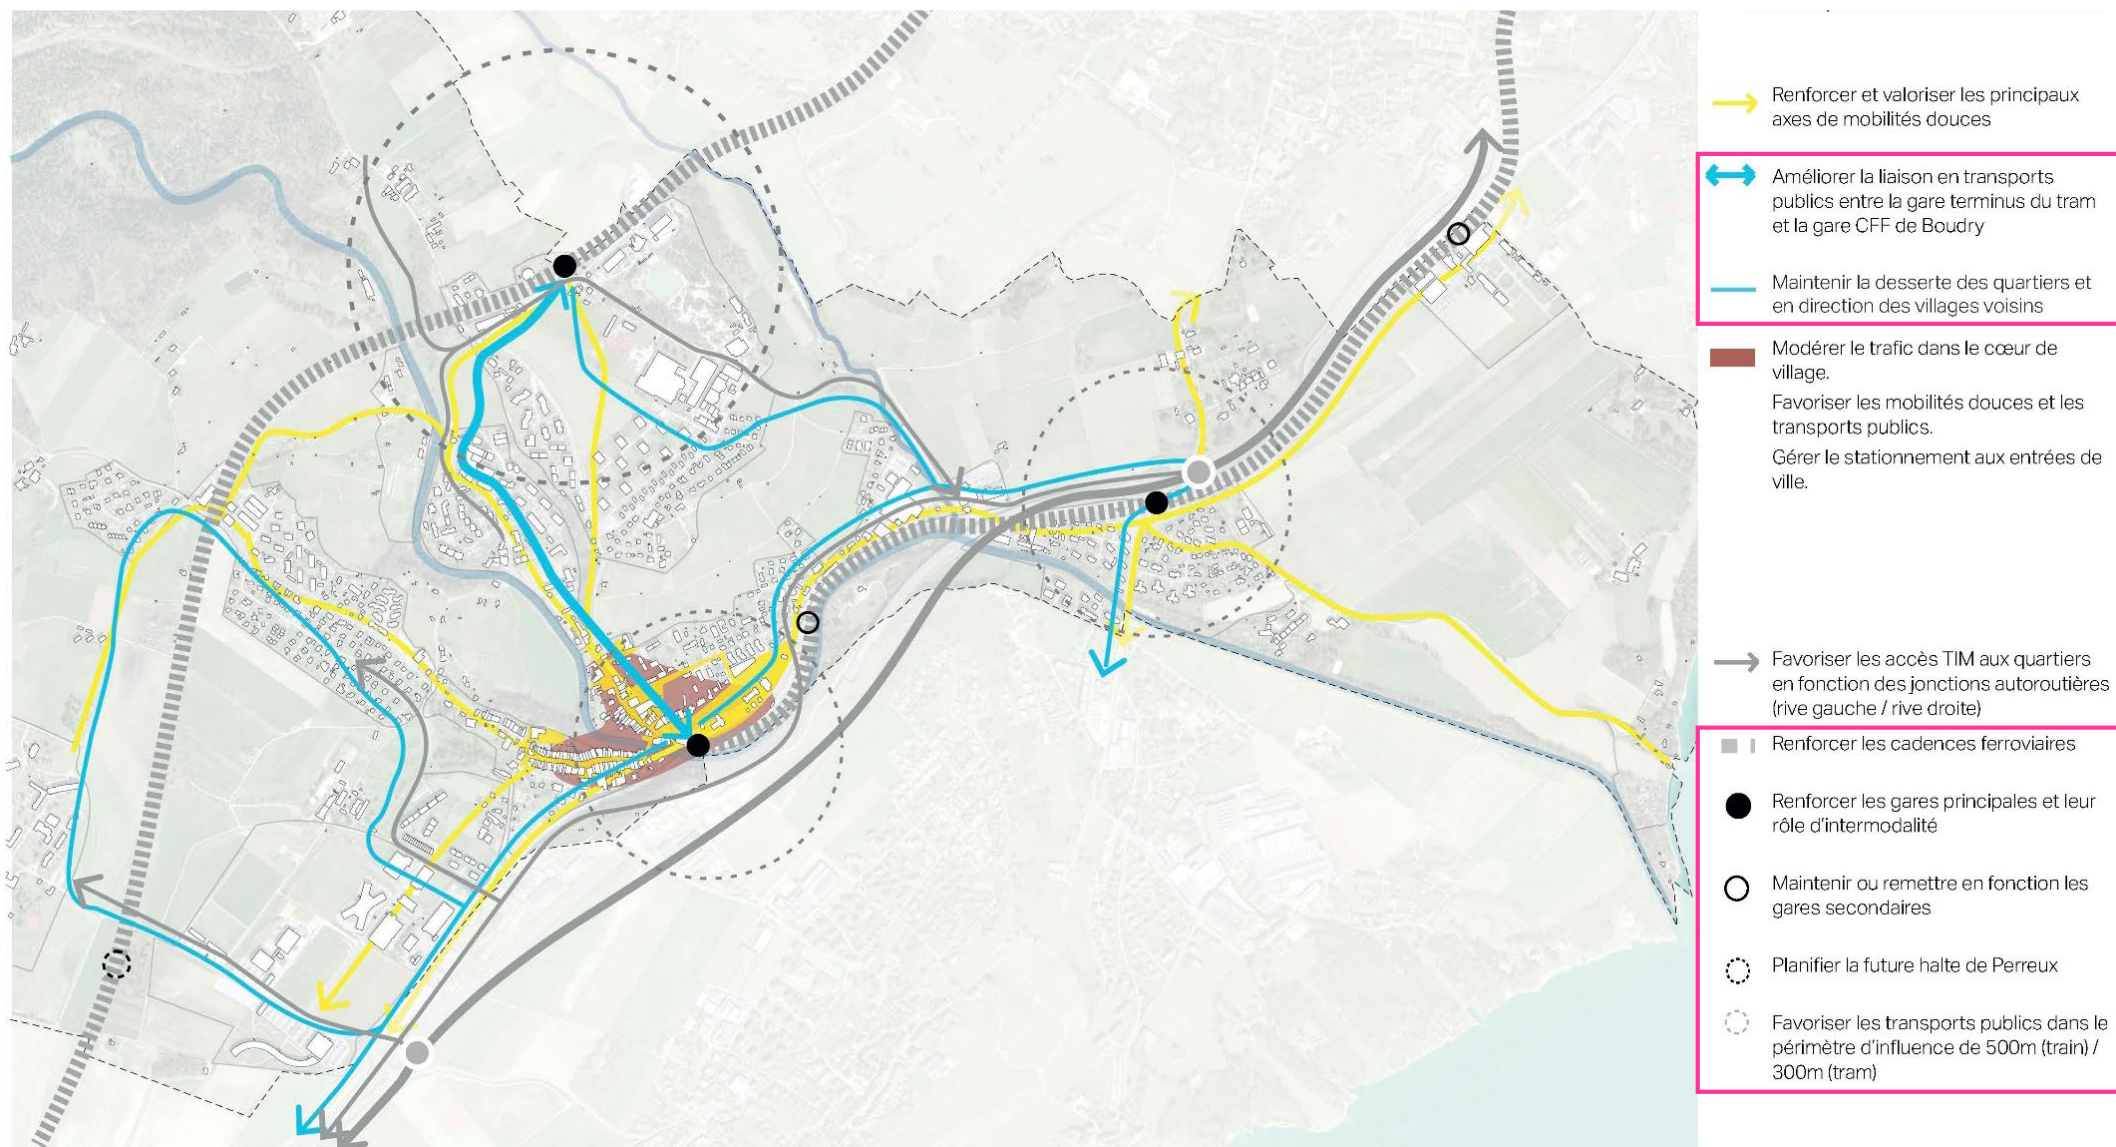 Renforcer et valoriser les principaux
axes de mobilités douces
Améliorer la liaison en transports
publics entre la gare terminus du tram
et la gare CFF de Boudry
Maintenir la desserte des quartiers et
en direction des villages voisins
Modérer le trafic dans le cœur de
village.
Favoriser les mobilités douces et les
transports publics.
Gérer le stationnement aux entrées de
ville.
Favoriser les accès TIM aux quartiers
en fonction des jonctions autoroutières
(rive gauche / rive droite)
Renforcer les cadences ferroviaires
Renforcer les gares principales et leur
rôle d'intermodalité
Maintenir ou remettre en fonction les
gares secondaires
Planifier la future halte de Perreux
Favoriser les transports publics dans le
périmètre d'influence de 500m (train) /
300m (tram)